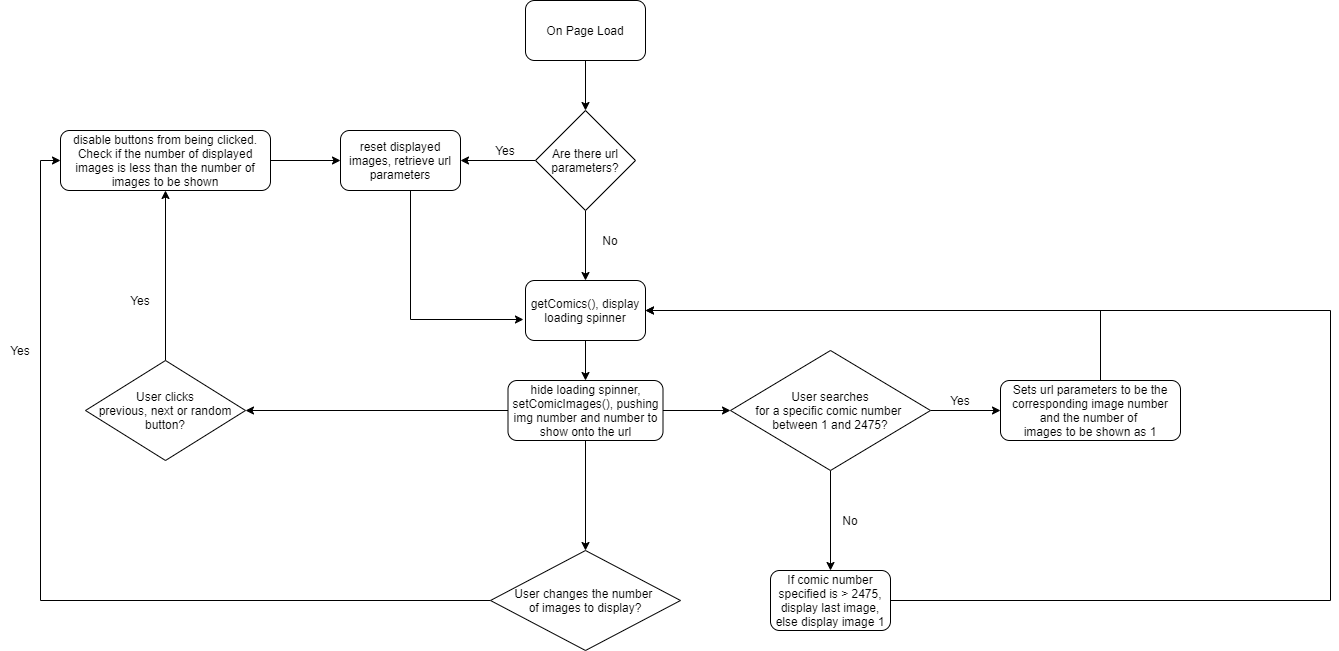 On Page Load
disable buttons from being clicked.
Check if the number of displayed
images is less than the number of
images to be shown
reset displayed
images, retrieve url
parameters
Yes
Are there url
parameters?
No
getComics(), display
loading spinner
Yes
Yes
User clicks
previous, next or random
button?
hide loading spinner,
setComicImages(), pushing
img number and number to
show onto the url
User searches
for a specific comic number
between 1 and 2475?
Yes
Sets url parameters to be the
corresponding image number
and the number of
images to be shown as 1
No
User changes the number
of images to display?
If comic number
specified is > 2475,
display last image,
else display image 1